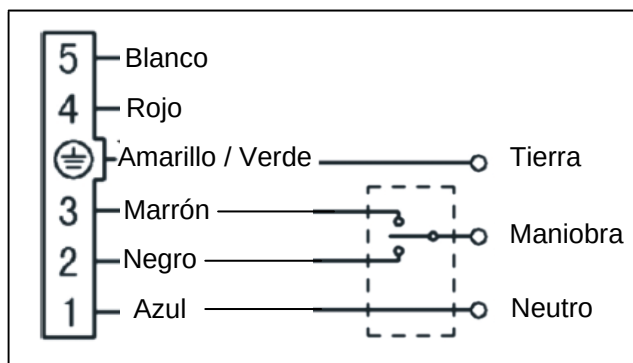 5 Blanco
4 Rojo
Amarillo / Verde Tierra
3 Marrón
Maniobra
2 Negro
1 Azul Neutro